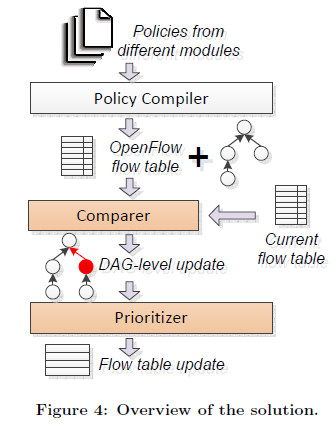 Policies from
different modules
Policy Compiler
OpenFlow
flow table
+
Comparer
Current
flow table
DAG-level update
Prioritizer
Flow table update
Figure 4: Overview of the solution.